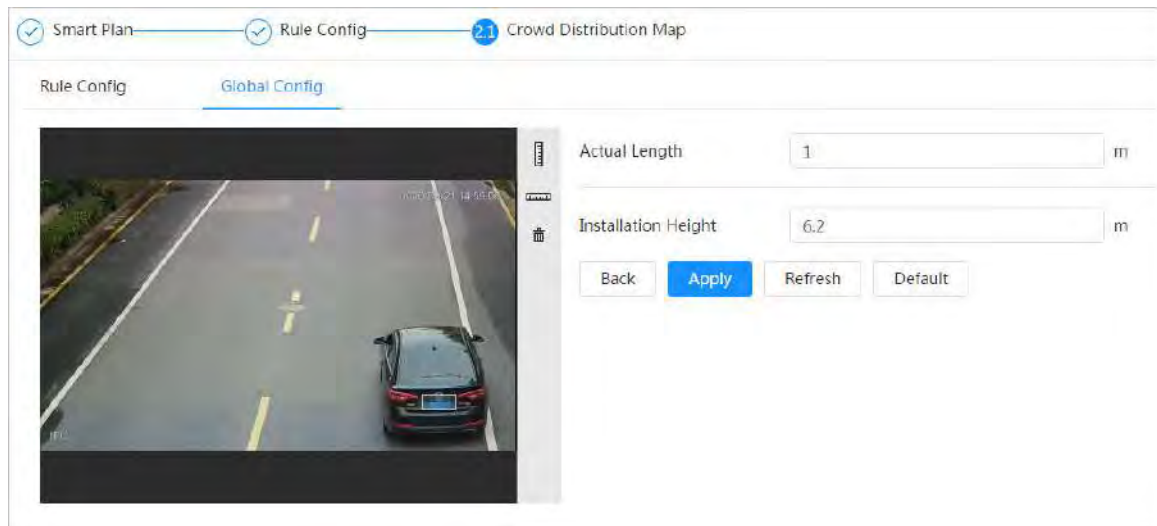 Smart Plan
Rule Config
2.1 Crowd Distribution Map
Rule Config
Global Config
Actual Length
1
m
Installation Height
6.2
m
Back
Apply
Refresh
Default